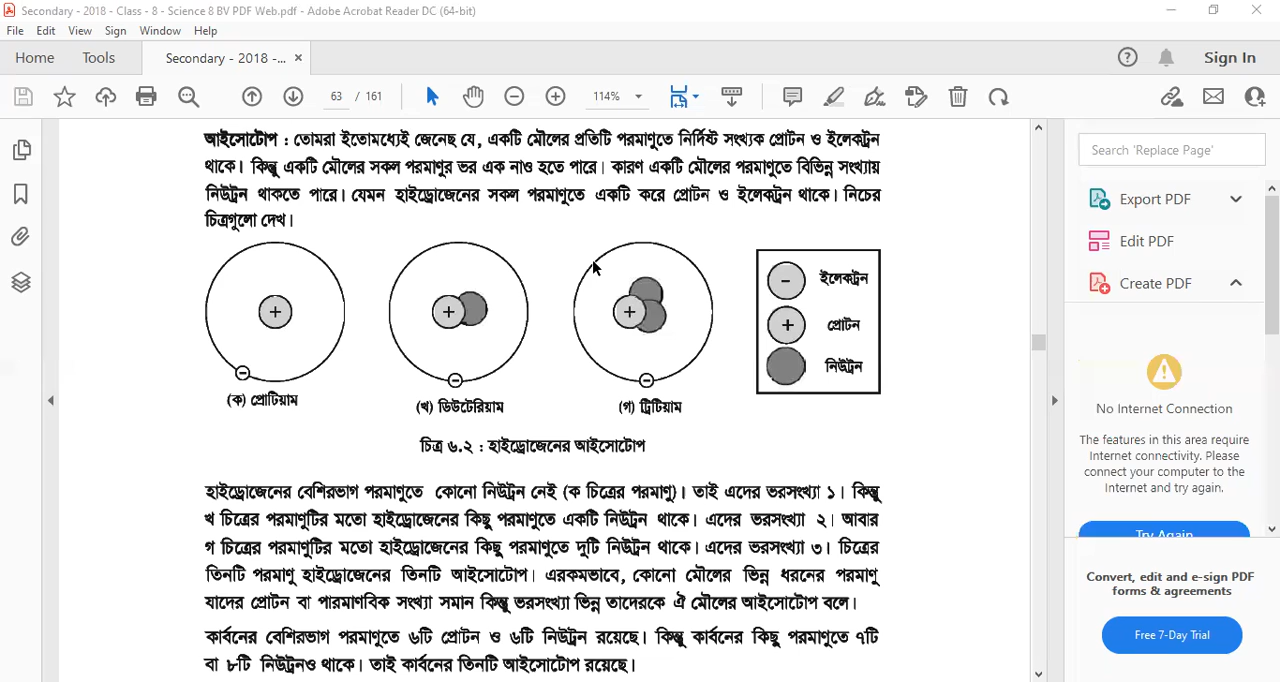 Secondary - 2018 - Class - 8 - Science 8 BV PDF Web.pdf - Adobe Acrobat Reader DC (64-bit)
File Edit View Sign Window Help
Home Tools Secondary - 2018 -... × Sign In
63 / 161 114%
আইসোটোপ : তোমরা ইতোমধ্যেই জেনেছ যে, একটি মৌলের প্রতিটি পরমাণুতে নির্দিষ্ট সংখ্যক প্রোটন ও ইলেকট্রন
থাকে। কিন্তু একটি মৌলের সকল পরমাণুর ভর এক নাও হতে পারে। কারণ একটি মৌলের পরমাণুতে বিভিন্ন সংখ্যায়
নিউট্রন থাকতে পারে। যেমন হাইড্রোজেনের সকল পরমাণুতে একটি করে প্রোটন ও ইলেকট্রন থাকে। নিচের
চিত্রগুলো দেখ।
+ + +
− − −
− ইলেকট্রন
+ প্রোটন
নিউট্রন
(ক) প্রোটিয়াম (খ) ডিউটেরিয়াম (গ) ট্রিটিয়াম
চিত্র ৬.২ : হাইড্রোজেনের আইসোটোপ
হাইড্রোজেনের বেশিরভাগ পরমাণুতে কোনো নিউট্রন নেই (ক চিত্রের পরমাণু)। তাই এদের ভরসংখ্যা ১। কিন্তু
খ চিত্রের পরমাণুটির মতো হাইড্রোজেনের কিছু পরমাণুতে একটি নিউট্রন থাকে। এদের ভরসংখ্যা ২। আবার
গ চিত্রের পরমাণুটির মতো হাইড্রোজেনের কিছু পরমাণুতে দুটি নিউট্রন থাকে। এদের ভরসংখ্যা ৩। চিত্রের
তিনটি পরমাণু হাইড্রোজেনের তিনটি আইসোটোপ। এরকমভাবে, কোনো মৌলের ভিন্ন ধরনের পরমাণু
যাদের প্রোটন বা পারমাণবিক সংখ্যা সমান কিন্তু ভরসংখ্যা ভিন্ন তাদেরকে ঐ মৌলের আইসোটোপ বলে।
কার্বনের বেশিরভাগ পরমাণুতে ৬টি প্রোটন ও ৬টি নিউট্রন রয়েছে। কিন্তু কার্বনের কিছু পরমাণুতে ৭টি
বা ৮টি নিউট্রনও থাকে। তাই কার্বনের তিনটি আইসোটোপ রয়েছে।
Search 'Replace Page'
Export PDF
Edit PDF
Create PDF
No Internet Connection
The features in this area require
Internet connectivity. Please
connect your computer to the
Internet and try again.
Try Again
Convert, edit and e-sign PDF
forms & agreements
Free 7-Day Trial